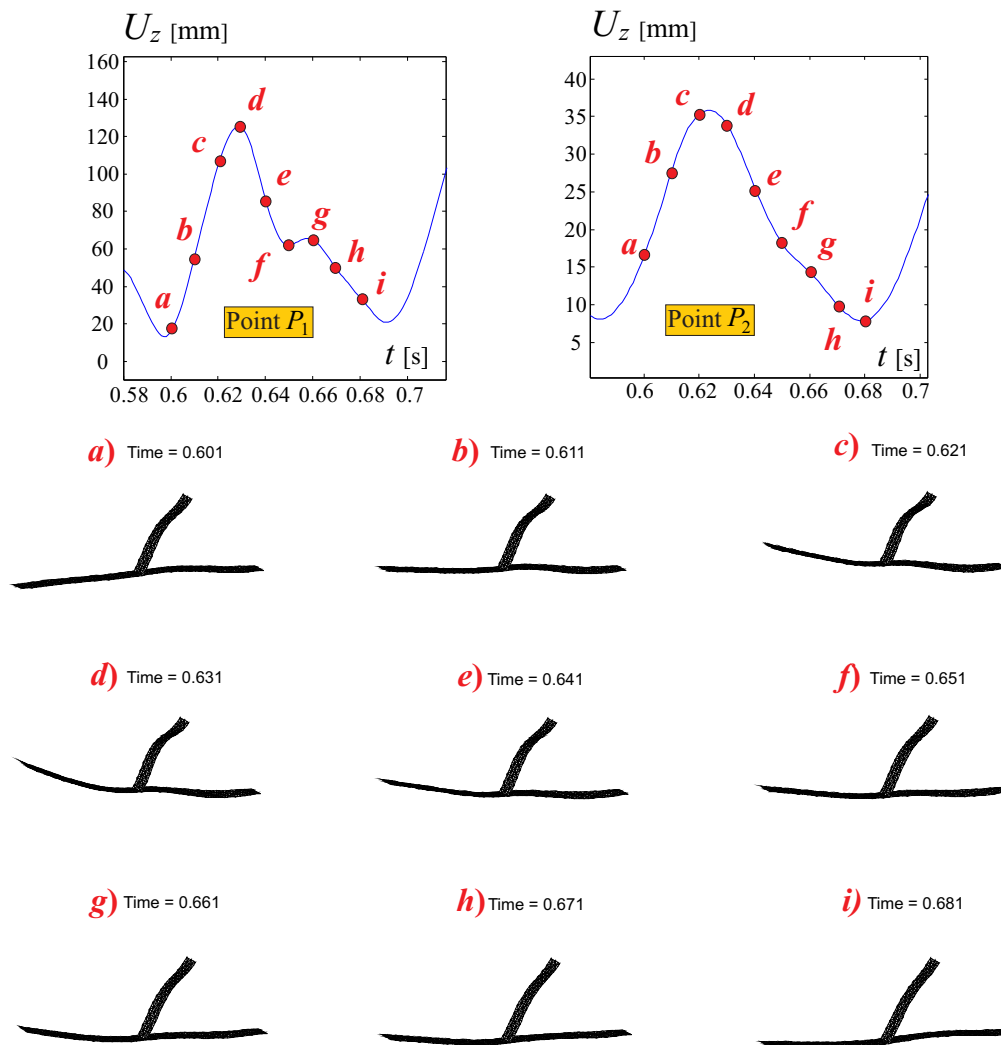 U_z [mm]
160
140
120
100
80
60
40
20
0
a
b
c
d
e
f
g
h
i
Point P_1
t [s]
0.58 0.6 0.62 0.64 0.66 0.68 0.7
U_z [mm]
40
35
30
25
20
15
10
5
a
b
c
d
e
f
g
h
i
Point P_2
t [s]
0.6 0.62 0.64 0.66 0.68 0.7
a) Time = 0.601
b) Time = 0.611
c) Time = 0.621
d) Time = 0.631
e) Time = 0.641
f) Time = 0.651
g) Time = 0.661
h) Time = 0.671
i) Time = 0.681